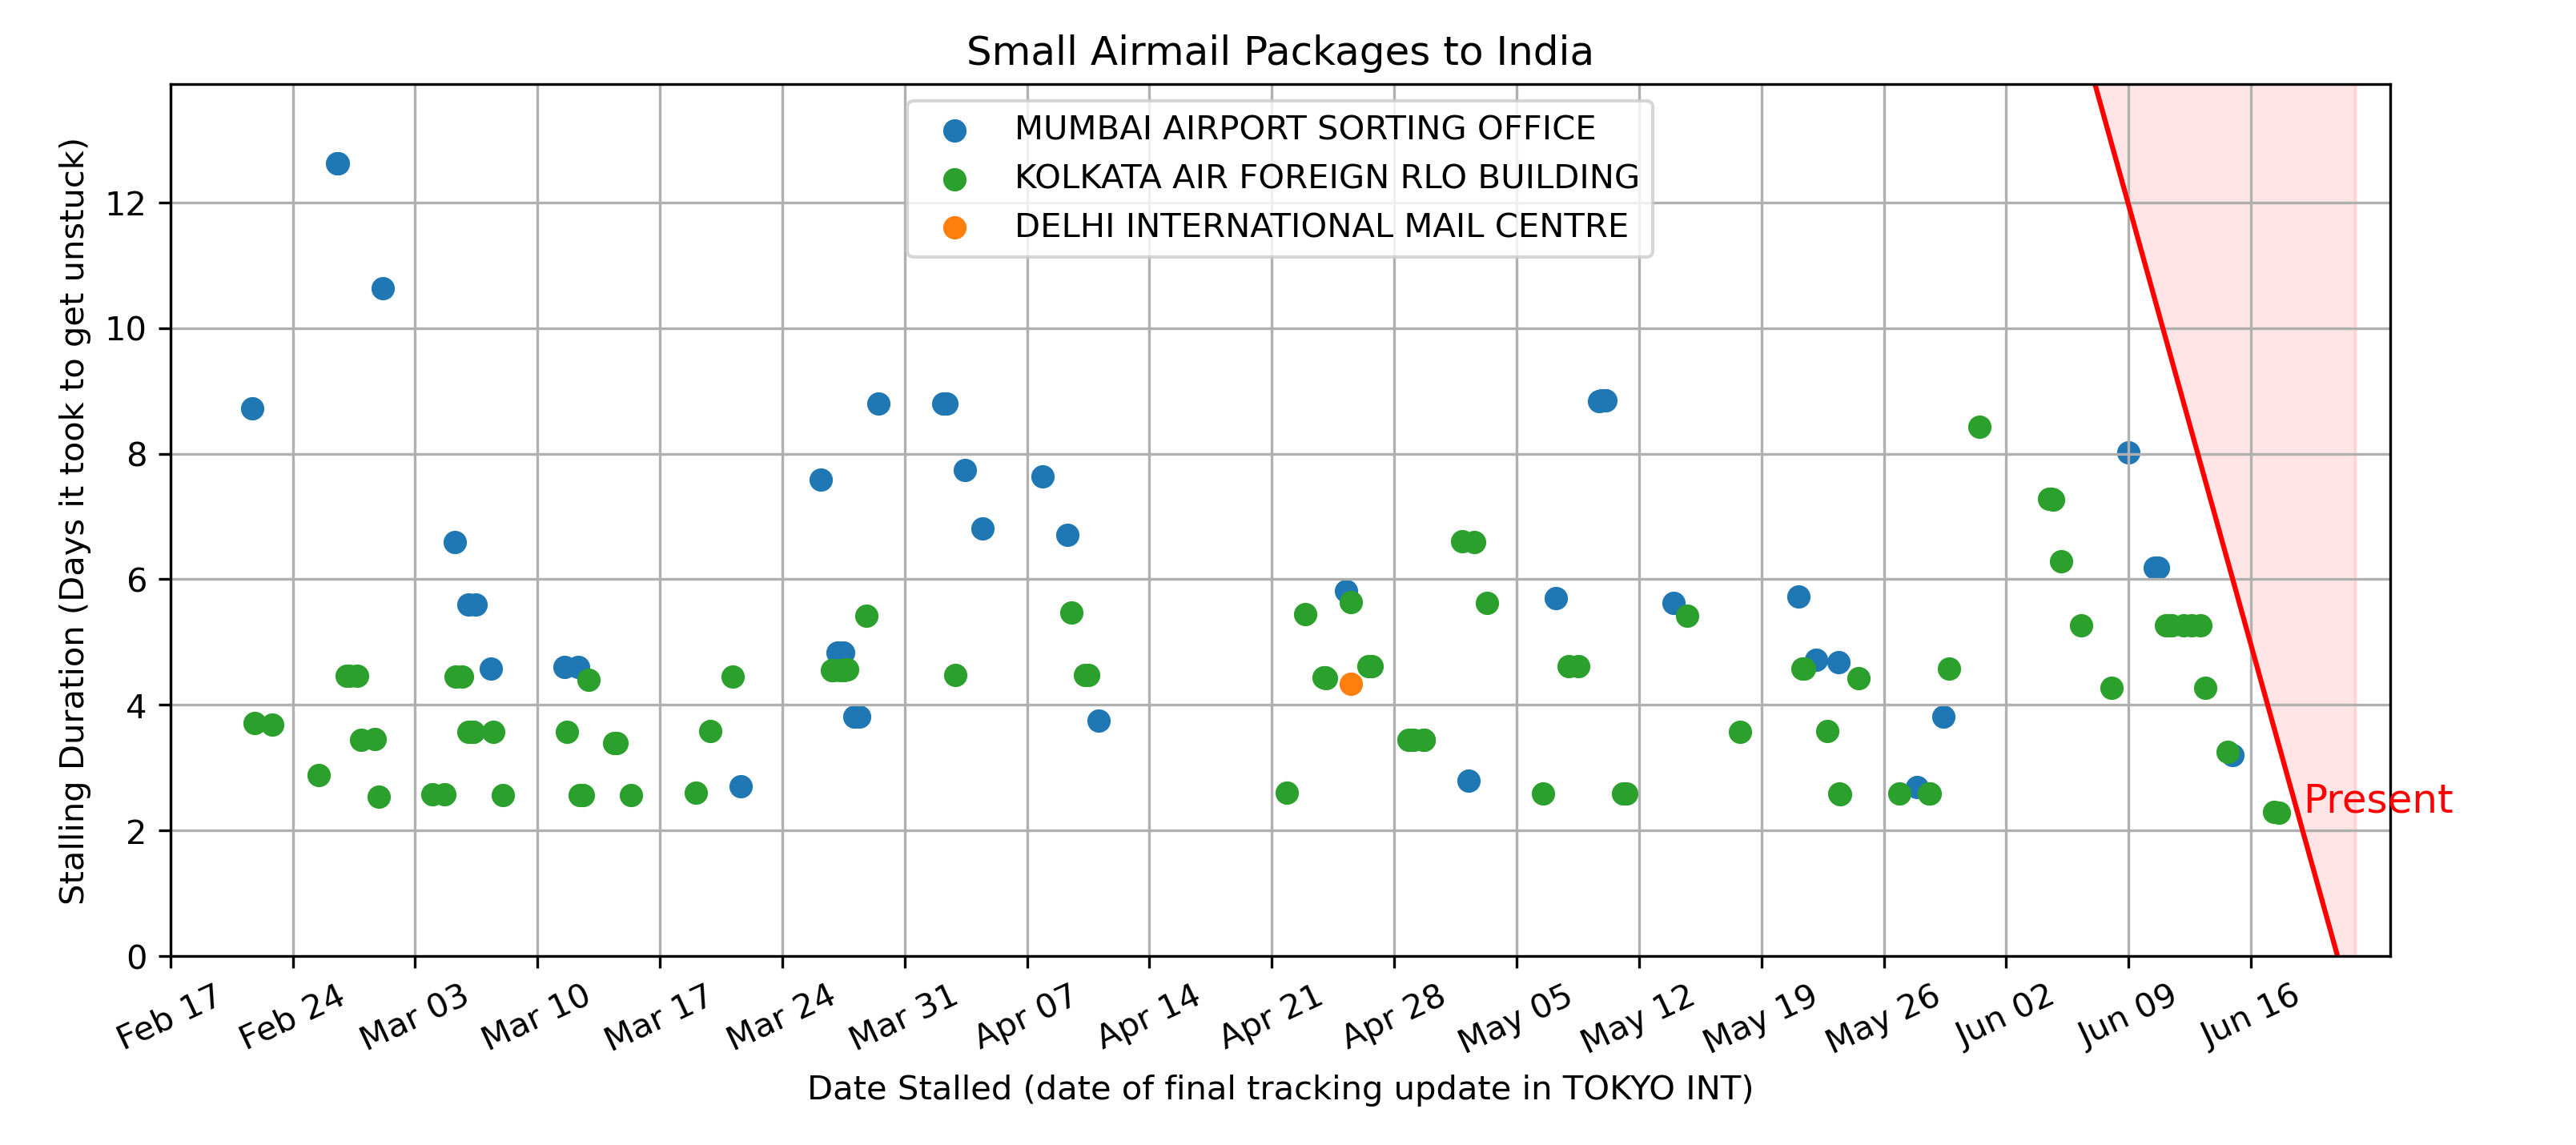 Small Airmail Packages to India
MUMBAI AIRPORT SORTING OFFICE
KOLKATA AIR FOREIGN RLO BUILDING
DELHI INTERNATIONAL MAIL CENTRE
Stalling Duration (Days it took to get unstuck)
12
10
8
6
4
2
0
Present
Feb 17
Feb 24
Mar 03
Mar 10
Mar 17
Mar 24
Mar 31
Apr 07
Apr 14
Apr 21
Apr 28
May 05
May 12
May 19
May 26
Jun 02
Jun 09
Jun 16
Date Stalled (date of final tracking update in TOKYO INT)